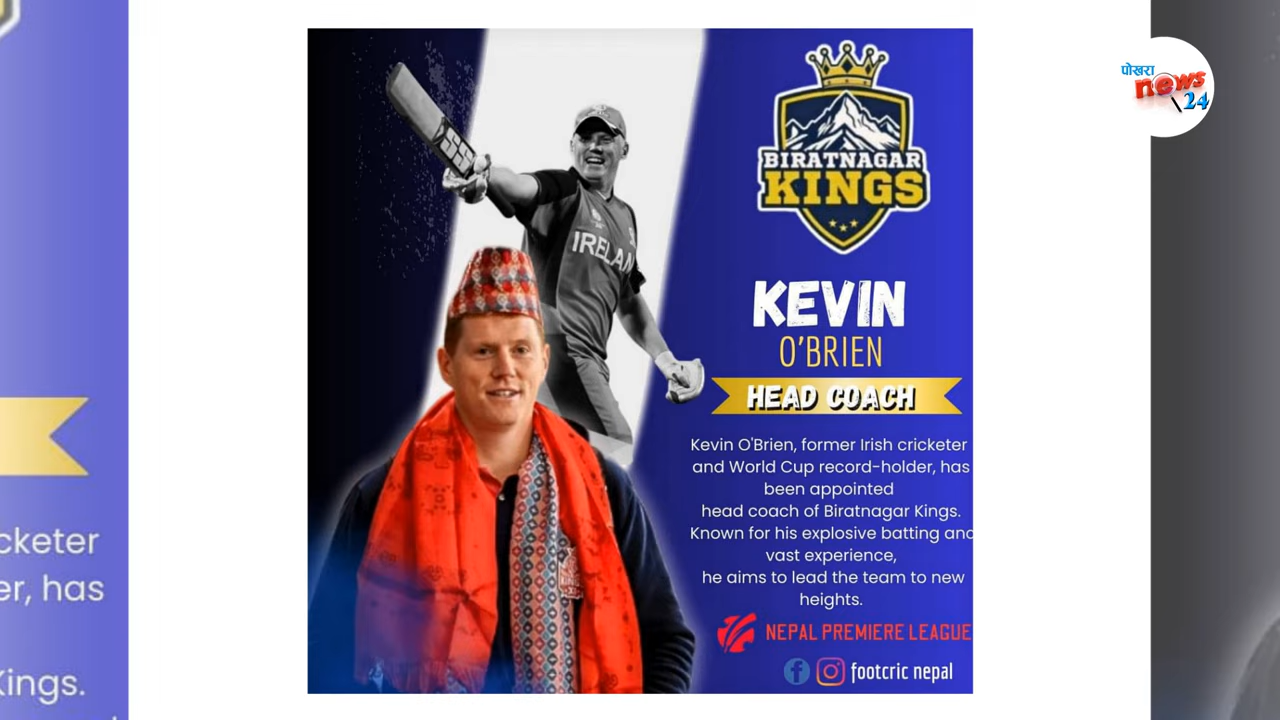 पोखरा
news
24
BIRATNAGAR
KINGS
SS
IRELAN
KEVIN
O'BRIEN
HEAD COACH
Kevin O'Brien, former Irish cricketer
and World Cup record-holder, has
been appointed
head coach of Biratnagar Kings.
Known for his explosive batting and
vast experience,
he aims to lead the team to new
heights.
NEPAL PREMIERE LEAGUE
footcric nepal
cketer
er, has
Kings.